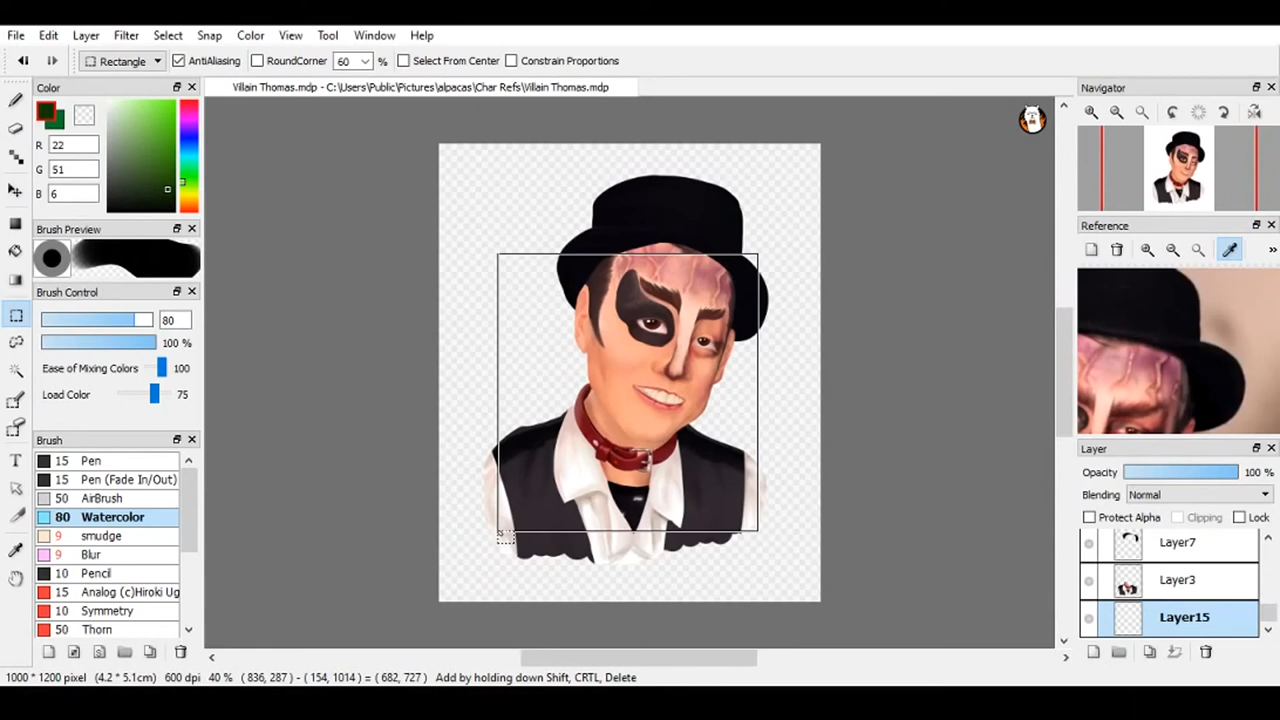 File Edit Layer Filter Select Snap Color View Tool Window Help
Rectangle AntiAliasing RoundCorner 60 % Select From Center Constrain Proportions
Color
Villain Thomas.mdp - C:\Users\Public\Pictures\alpacas\Char Refs\Villain Thomas.mdp
Navigator
R 22
G 51
B 6
Brush Preview
Reference
Brush Control
80
100 %
Ease of Mixing Colors 100
Load Color 75
Brush
15 Pen
15 Pen (Fade In/Out)
50 AirBrush
80 Watercolor
9 smudge
9 Blur
10 Pencil
15 Analog (c)Hiroki Ug
10 Symmetry
50 Thorn
Layer
Opacity 100 %
Blending Normal
Protect Alpha Clipping Lock
Layer7
Layer3
Layer15
1000 * 1200 pixel (4.2 * 5.1cm) 600 dpi 40 % ( 836, 287 ) - ( 154, 1014 ) = ( 682, 727 ) Add by holding down Shift, CRTL, Delete